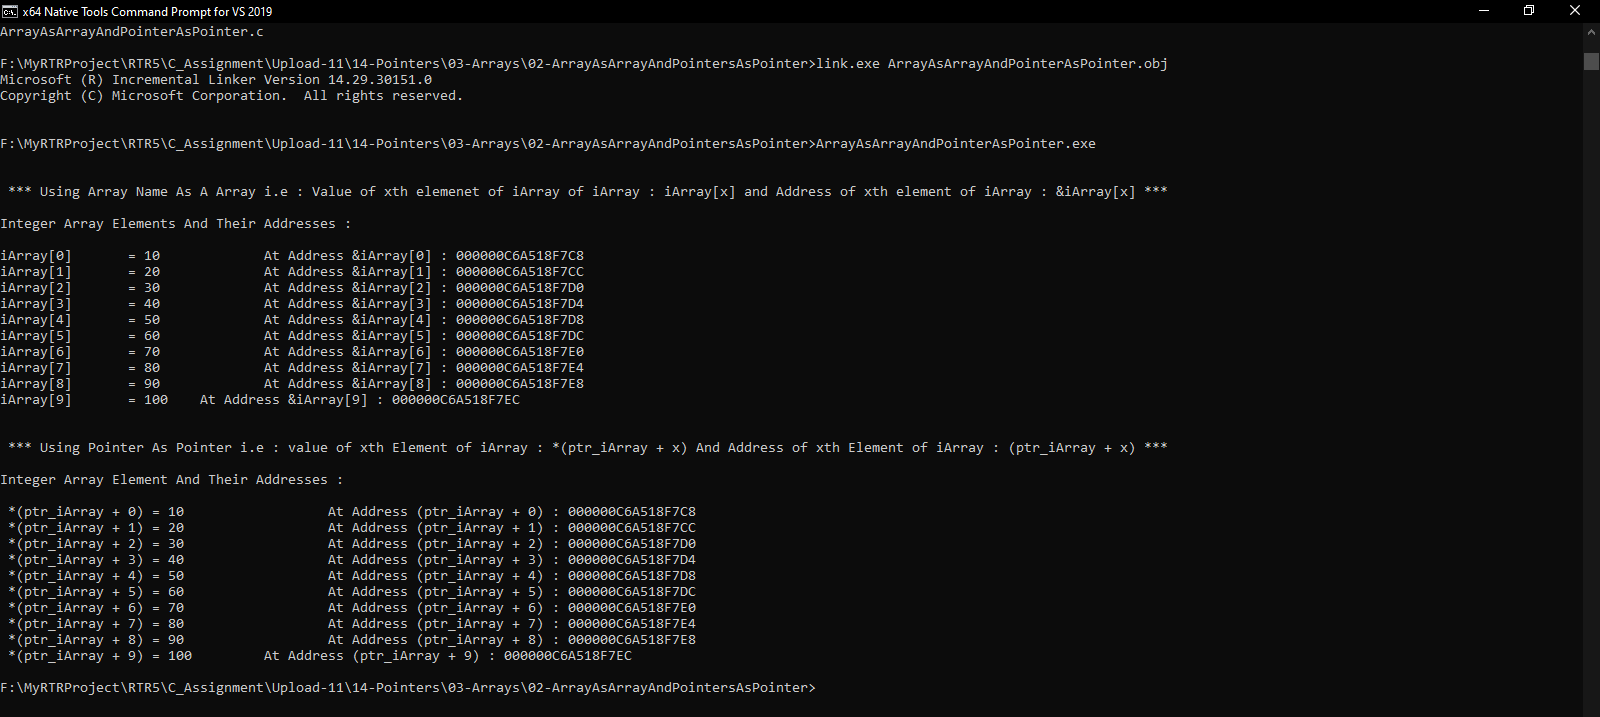 x64 Native Tools Command Prompt for VS 2019
ArrayAsArrayAndPointerAsPointer.c
F:\MyRTRProject\RTR5\C_Assignment\Upload-11\14-Pointers\03-Arrays\02-ArrayAsArrayAndPointersAsPointer>link.exe ArrayAsArrayAndPointerAsPointer.obj
Microsoft (R) Incremental Linker Version 14.29.30151.0
Copyright (C) Microsoft Corporation.  All rights reserved.
F:\MyRTRProject\RTR5\C_Assignment\Upload-11\14-Pointers\03-Arrays\02-ArrayAsArrayAndPointersAsPointer>ArrayAsArrayAndPointerAsPointer.exe
*** Using Array Name As A Array i.e : Value of xth elemenet of iArray of iArray : iArray[x] and Address of xth element of iArray : &iArray[x] ***
Integer Array Elements And Their Addresses :
iArray[0]       = 10             At Address &iArray[0] : 000000C6A518F7C8
iArray[1]       = 20             At Address &iArray[1] : 000000C6A518F7CC
iArray[2]       = 30             At Address &iArray[2] : 000000C6A518F7D0
iArray[3]       = 40             At Address &iArray[3] : 000000C6A518F7D4
iArray[4]       = 50             At Address &iArray[4] : 000000C6A518F7D8
iArray[5]       = 60             At Address &iArray[5] : 000000C6A518F7DC
iArray[6]       = 70             At Address &iArray[6] : 000000C6A518F7E0
iArray[7]       = 80             At Address &iArray[7] : 000000C6A518F7E4
iArray[8]       = 90             At Address &iArray[8] : 000000C6A518F7E8
iArray[9]       = 100    At Address &iArray[9] : 000000C6A518F7EC
*** Using Pointer As Pointer i.e : value of xth Element of iArray : *(ptr_iArray + x) And Address of xth Element of iArray : (ptr_iArray + x) ***
Integer Array Element And Their Addresses :
*(ptr_iArray + 0) = 10                  At Address (ptr_iArray + 0) : 000000C6A518F7C8
*(ptr_iArray + 1) = 20                  At Address (ptr_iArray + 1) : 000000C6A518F7CC
*(ptr_iArray + 2) = 30                  At Address (ptr_iArray + 2) : 000000C6A518F7D0
*(ptr_iArray + 3) = 40                  At Address (ptr_iArray + 3) : 000000C6A518F7D4
*(ptr_iArray + 4) = 50                  At Address (ptr_iArray + 4) : 000000C6A518F7D8
*(ptr_iArray + 5) = 60                  At Address (ptr_iArray + 5) : 000000C6A518F7DC
*(ptr_iArray + 6) = 70                  At Address (ptr_iArray + 6) : 000000C6A518F7E0
*(ptr_iArray + 7) = 80                  At Address (ptr_iArray + 7) : 000000C6A518F7E4
*(ptr_iArray + 8) = 90                  At Address (ptr_iArray + 8) : 000000C6A518F7E8
*(ptr_iArray + 9) = 100         At Address (ptr_iArray + 9) : 000000C6A518F7EC
F:\MyRTRProject\RTR5\C_Assignment\Upload-11\14-Pointers\03-Arrays\02-ArrayAsArrayAndPointersAsPointer>